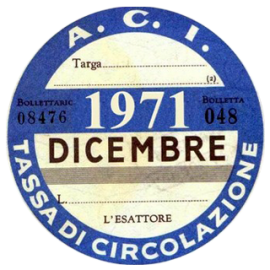 A. C. I.
Targa
(2)
BOLLETTARIO
08476
1971
BOLLETTA
048
DICEMBRE
L.
L'ESATTORE
TASSA DI CIRCOLAZIONE